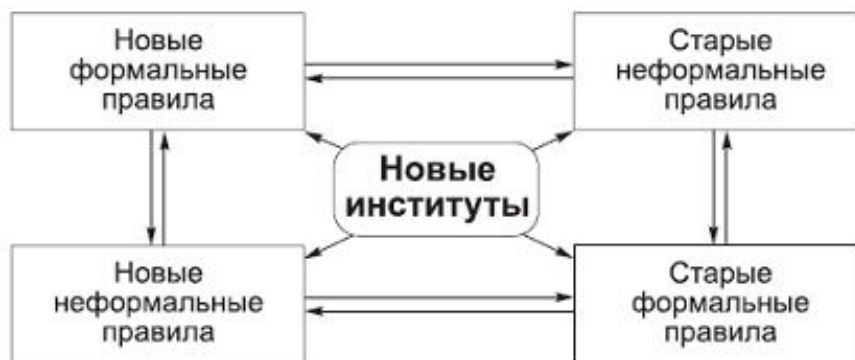 Новые
формальные
правила
Старые
неформальные
правила
Новые
институты
Новые
неформальные
правила
Старые
формальные
правила